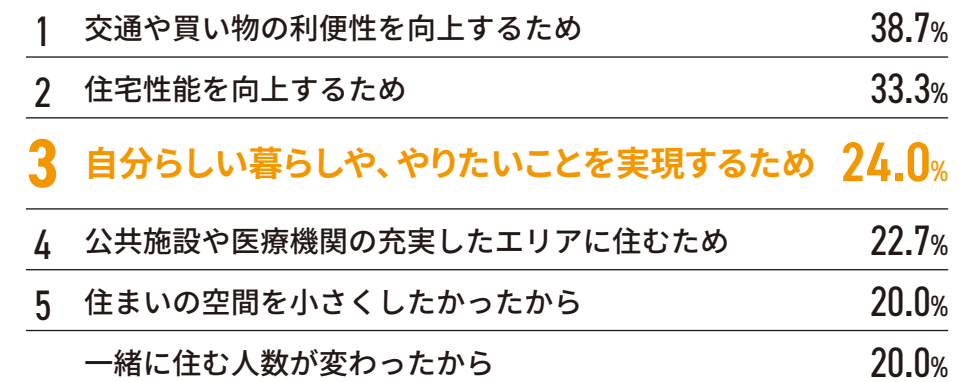 1 交通や買い物の利便性を向上するため 38.7%
2 住宅性能を向上するため 33.3%
3 自分らしい暮らしや、やりたいことを実現するため 24.0%
4 公共施設や医療機関の充実したエリアに住むため 22.7%
5 住まいの空間を小さくしたかったから 20.0%
一緒に住む人数が変わったから 20.0%